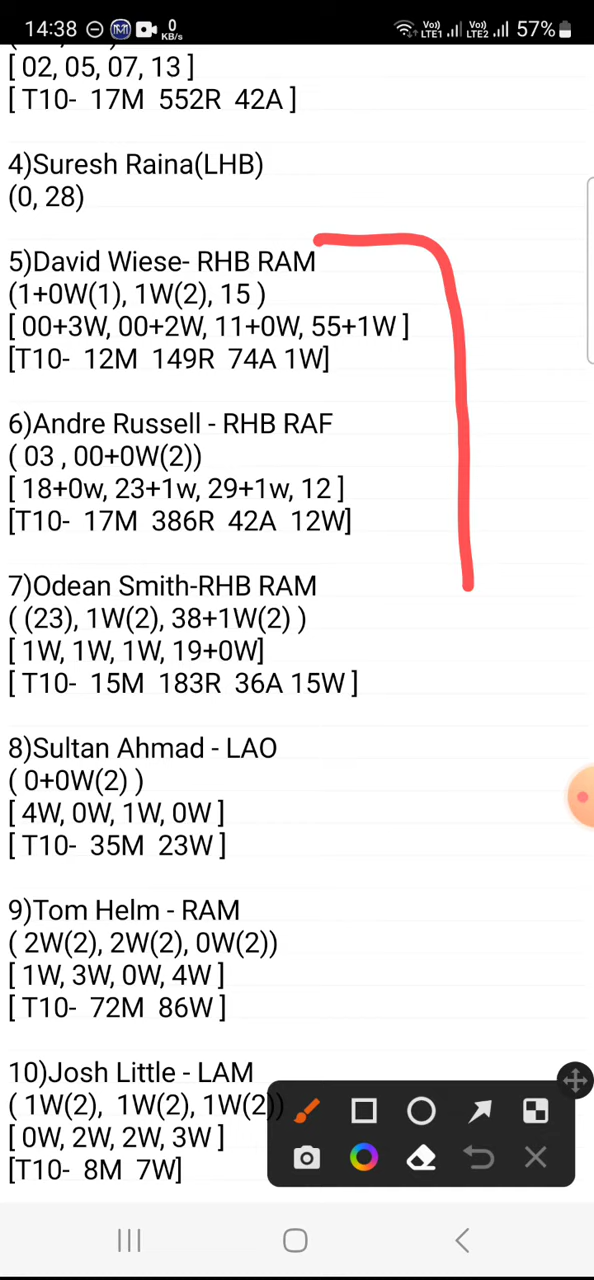 14:38 0 KB/s Vo)) LTE1 Vo)) LTE2 57%
[ 02, 05, 07, 13 ]
[ T10- 17M 552R 42A ]
4)Suresh Raina(LHB)
(0, 28)
5)David Wiese- RHB RAM
(1+0W(1), 1W(2), 15 )
[ 00+3W, 00+2W, 11+0W, 55+1W ]
[T10- 12M 149R 74A 1W]
6)Andre Russell - RHB RAF
( 03 , 00+0W(2))
[ 18+0w, 23+1w, 29+1w, 12 ]
[T10- 17M 386R 42A 12W]
7)Odean Smith-RHB RAM
( (23), 1W(2), 38+1W(2) )
[ 1W, 1W, 1W, 19+0W]
[ T10- 15M 183R 36A 15W ]
8)Sultan Ahmad - LAO
( 0+0W(2) )
[ 4W, 0W, 1W, 0W ]
[ T10- 35M 23W ]
9)Tom Helm - RAM
( 2W(2), 2W(2), 0W(2))
[ 1W, 3W, 0W, 4W ]
[ T10- 72M 86W ]
10)Josh Little - LAM
( 1W(2), 1W(2), 1W(2))
[ 0W, 2W, 2W, 3W ]
[T10- 8M 7W]